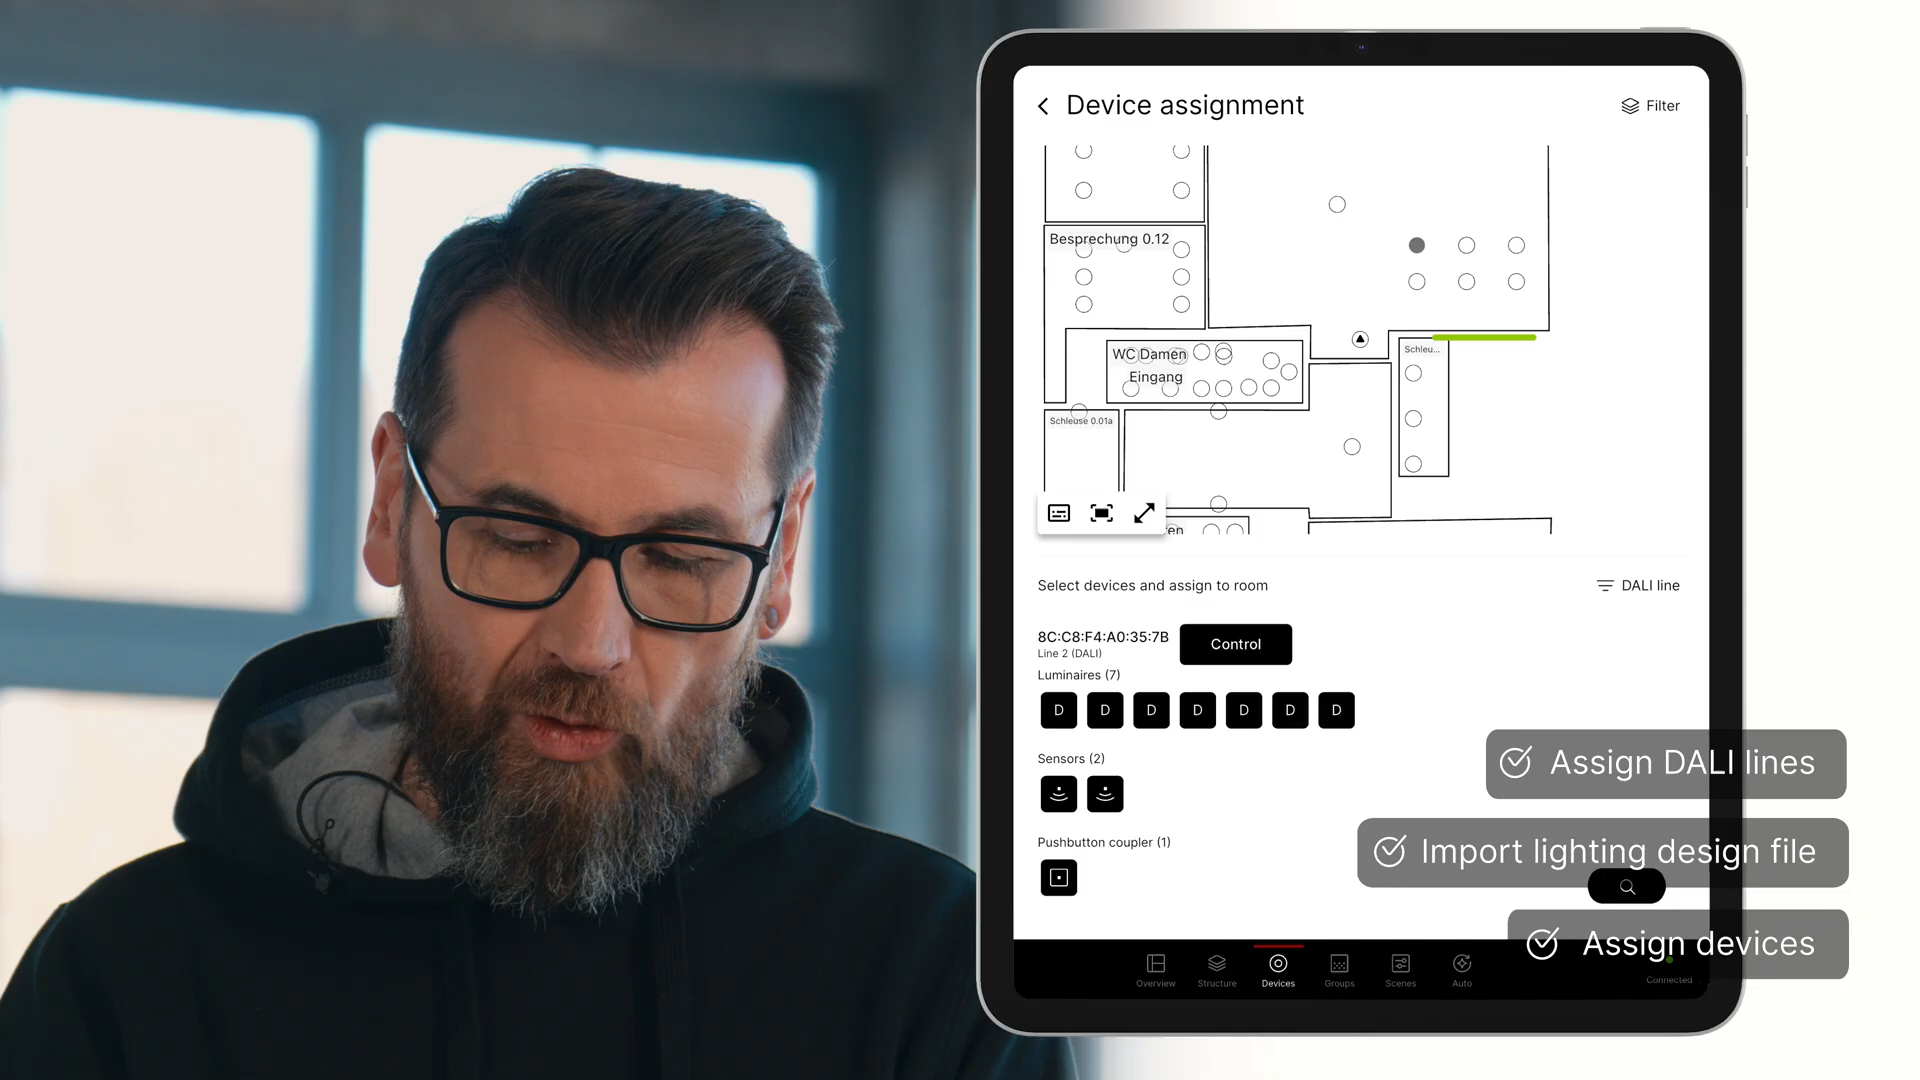 Device assignment
Filter
Besprechung 0.12
WC Damen
Eingang
Schleu...
Schleuse 0.01a
en
Select devices and assign to room
DALI line
8C:C8:F4:A0:35:7B
Line 2 (DALI)
Control
Luminaires (7)
D D D D D D D
Sensors (2)
Pushbutton coupler (1)
Assign DALI lines
Import lighting design file
Assign devices
Overview
Structure
Devices
Groups
Scenes
Auto
Connected